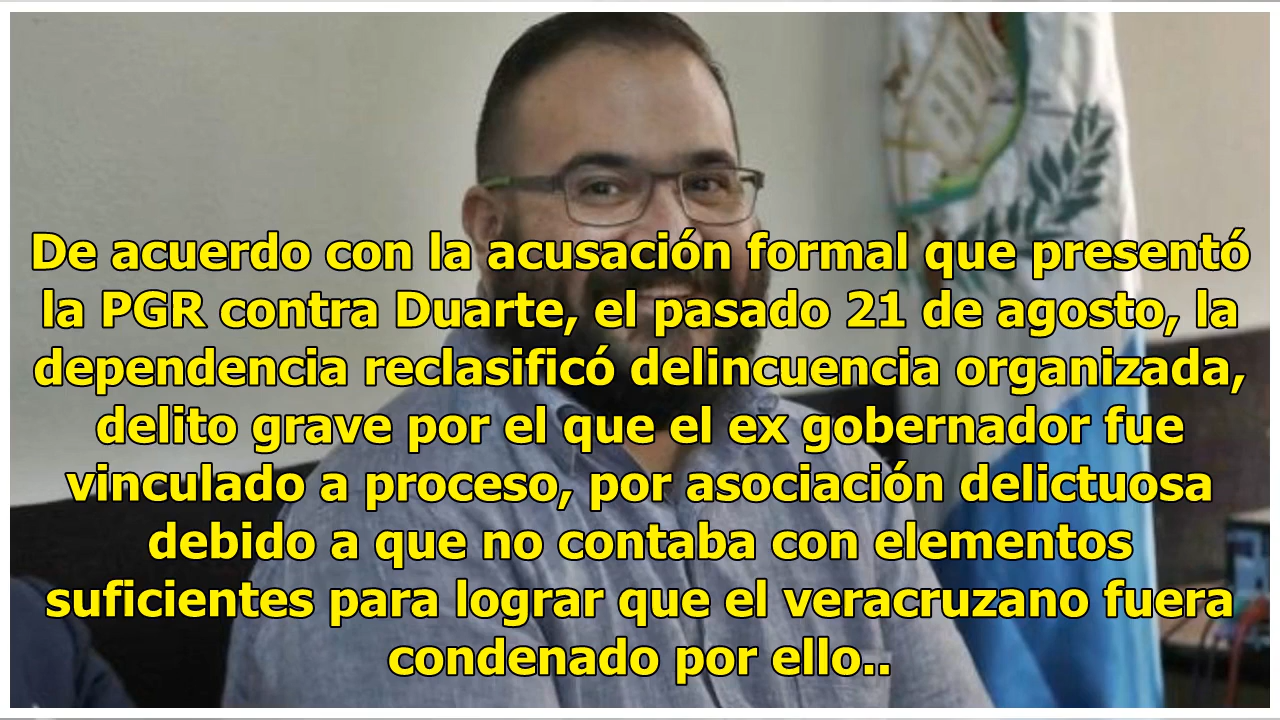 De acuerdo con la acusación formal que presentó
la PGR contra Duarte, el pasado 21 de agosto, la
dependencia reclasificó delincuencia organizada,
delito grave por el que el ex gobernador fue
vinculado a proceso, por asociación delictuosa
debido a que no contaba con elementos
suficientes para lograr que el veracruzano fuera
condenado por ello..